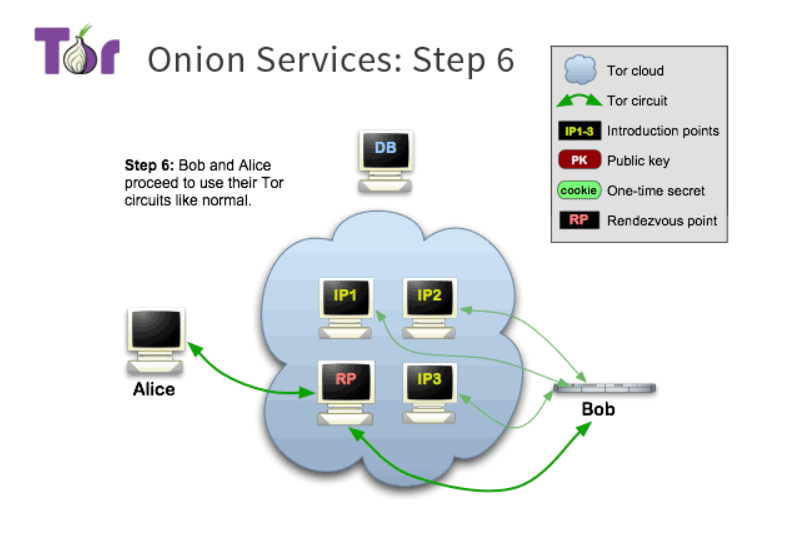 Tor
Onion Services: Step 6
Tor cloud
Tor circuit
IP1-3 Introduction points
PK Public key
cookie One-time secret
RP Rendezvous point
Step 6: Bob and Alice
proceed to use their Tor
circuits like normal.
DB
IP1
IP2
Alice
RP
IP3
Bob